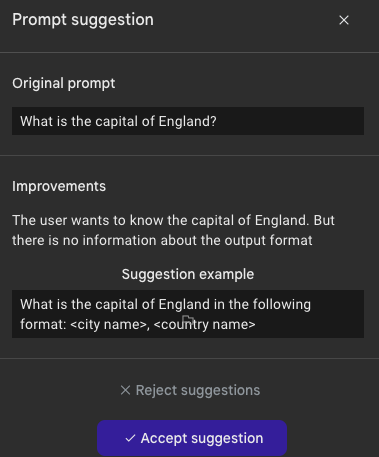 Prompt suggestion
Original prompt
What is the capital of England?
Improvements
The user wants to know the capital of England. But
there is no information about the output format
Suggestion example
What is the capital of England in the following
format: <city name>, <country name>
Reject suggestions
Accept suggestion